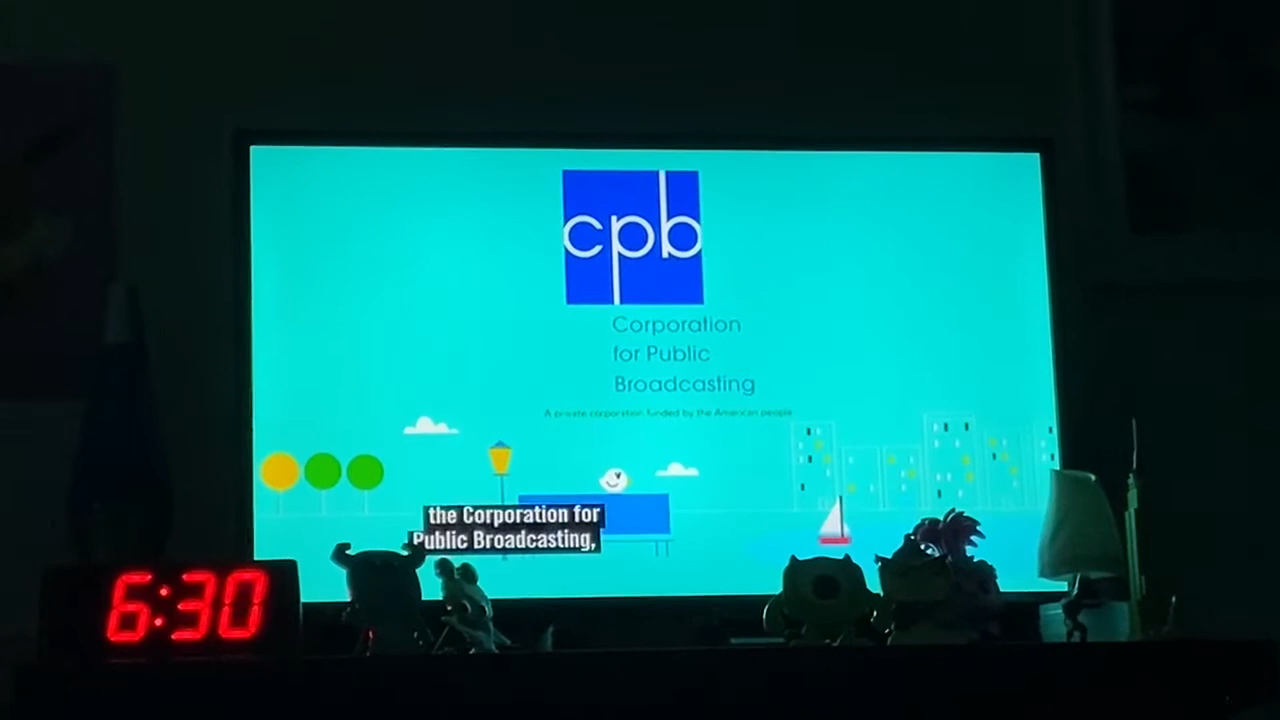 cpb
Corporation
for Public
Broadcasting
A private corporation funded by the American people
the Corporation for
Public Broadcasting,
6:30